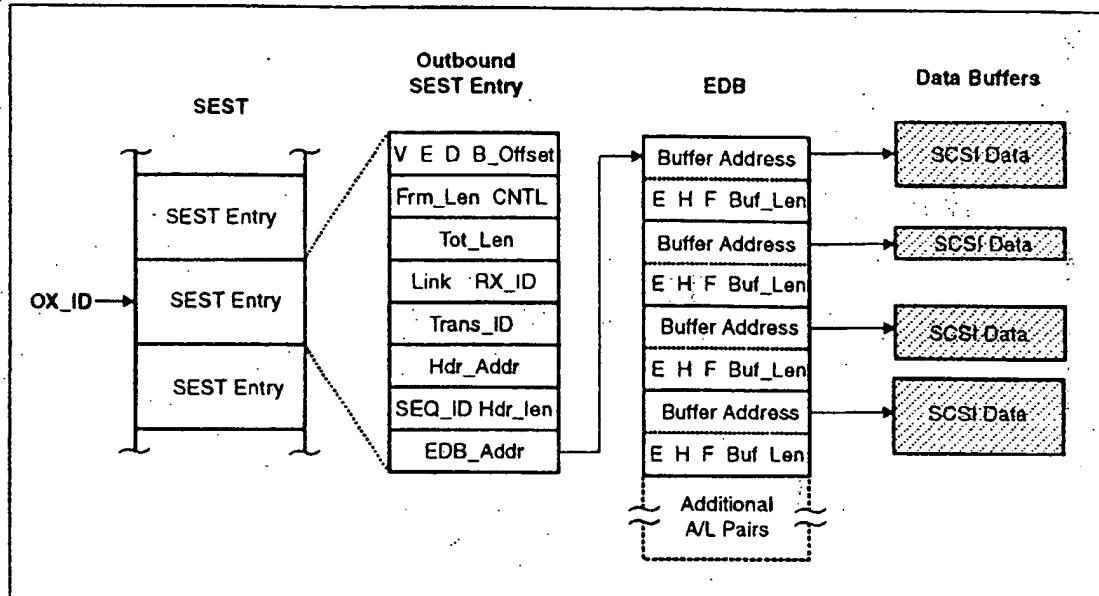 SEST
Outbound
SEST Entry
EDB
Data Buffers
OX_ID
SEST Entry
SEST Entry
SEST Entry
V E D B_Offset
Frm_Len CNTL
Tot_Len
Link RX_ID
Trans_ID
Hdr_Addr
SEQ_ID Hdr_len
EDB_Addr
Buffer Address
E H F Buf_Len
Buffer Address
E H F Buf_Len
Buffer Address
E H F Buf_Len
Buffer Address
E H F Buf Len
Additional
A/L Pairs
SCSI Data
SCSI Data
SCSI Data
SCSI Data